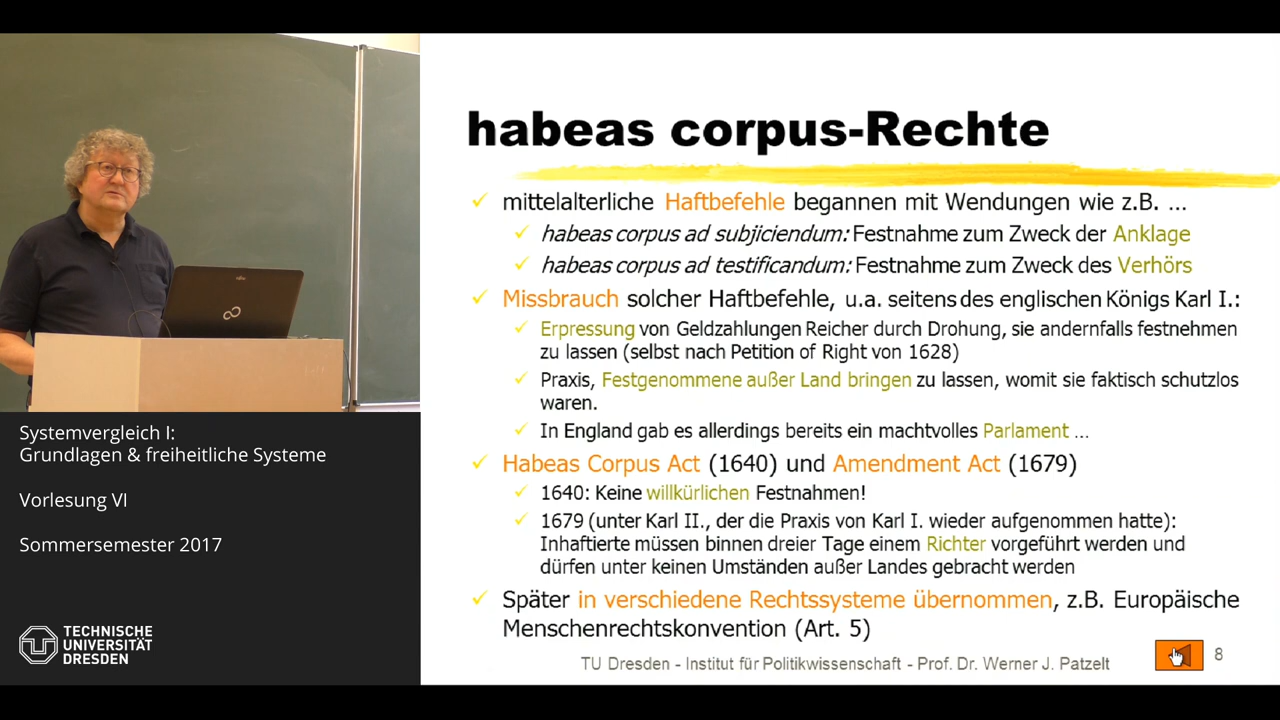 habeas corpus-Rechte
mittelalterliche Haftbefehle begannen mit Wendungen wie z.B. ...
habeas corpus ad subjiciendum: Festnahme zum Zweck der Anklage
habeas corpus ad testificandum: Festnahme zum Zweck des Verhörs
Missbrauch solcher Haftbefehle, u.a. seitens des englischen Königs Karl I.:
Erpressung von Geldzahlungen Reicher durch Drohung, sie andernfalls festnehmen
zu lassen (selbst nach Petition of Right von 1628)
Praxis, Festgenommene außer Land bringen zu lassen, womit sie faktisch schutzlos
waren.
In England gab es allerdings bereits ein machtvolles Parlament ...
Habeas Corpus Act (1640) und Amendment Act (1679)
1640: Keine willkürlichen Festnahmen!
1679 (unter Karl II., der die Praxis von Karl I. wieder aufgenommen hatte):
Inhaftierte müssen binnen dreier Tage einem Richter vorgeführt werden und
dürfen unter keinen Umständen außer Landes gebracht werden
Später in verschiedene Rechtssysteme übernommen, z.B. Europäische
Menschenrechtskonvention (Art. 5)
TU Dresden - Institut für Politikwissenschaft - Prof. Dr. Werner J. Patzelt
8
Systemvergleich I:
Grundlagen & freiheitliche Systeme
Vorlesung VI
Sommersemester 2017
TECHNISCHE
UNIVERSITÄT
DRESDEN